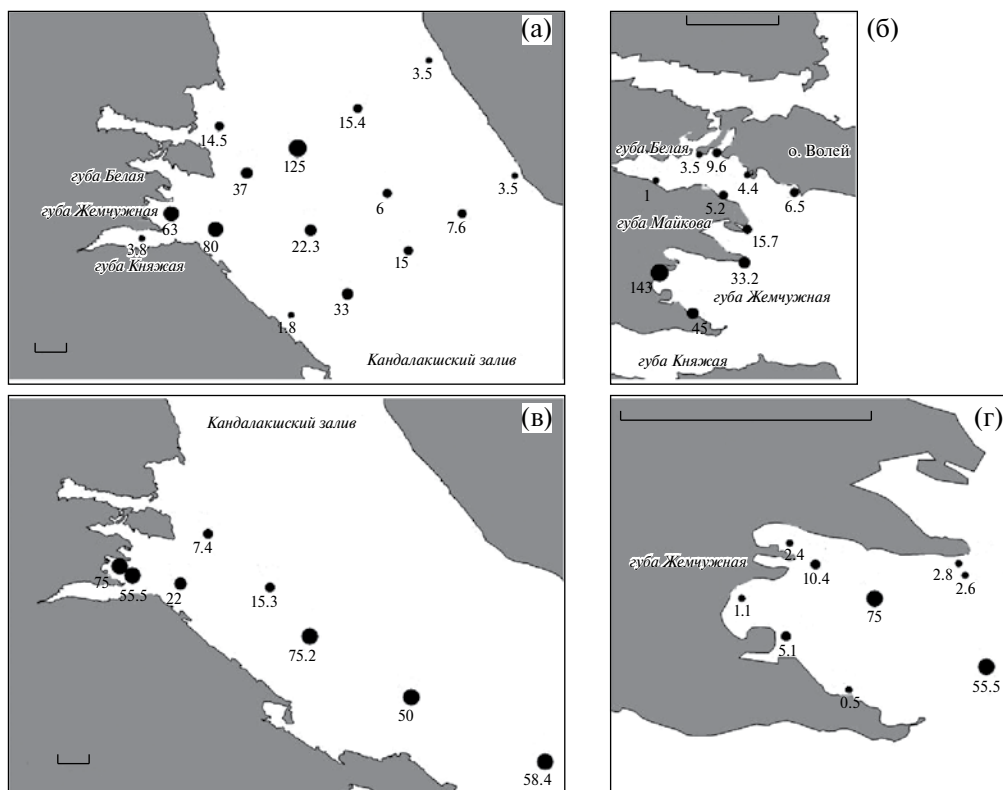 (а)
3.5
15.4
14.5
125
губа Белая
37
3.5
6
губа Жемчужная
63
7.6
80
22.3
3.8
15
губа Княжая
33
1.8
Кандалакшский залив
(б)
о. Волей
губа Белая
3.5
9.6
4.4
1
5.2
6.5
губа Майкова
15.7
33.2
143
губа Жемчужная
45
губа Княжая
(в)
Кандалакшский залив
7.4
75
55.5
22
15.3
75.2
50
58.4
(г)
губа Жемчужная
2.4
10.4
2.8
2.6
1.1
75
5.1
55.5
0.5